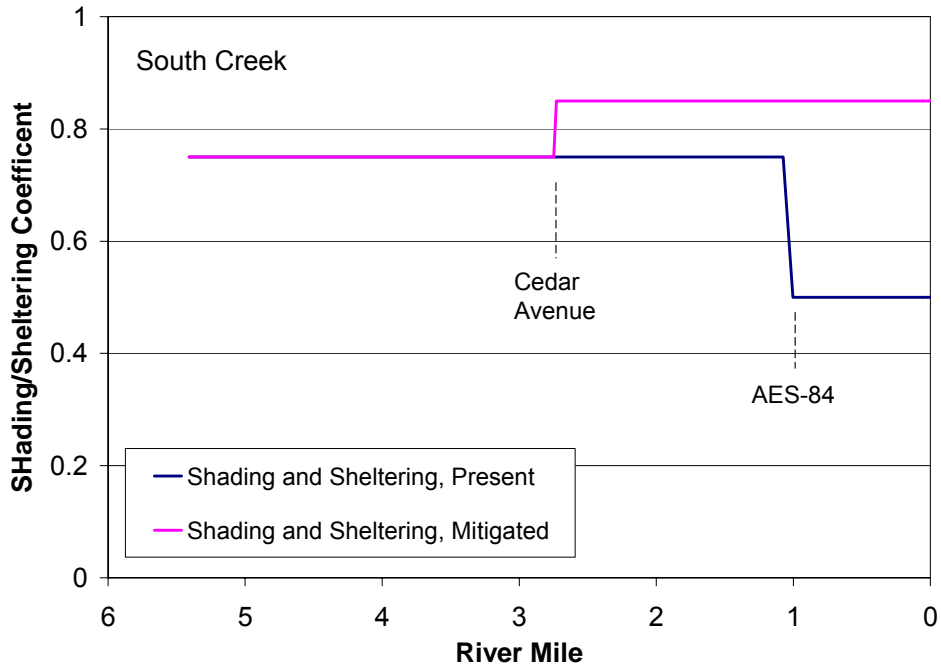 South Creek
SHading/Sheltering Coefficent
1
0.8
0.6
0.4
0.2
0
Cedar
Avenue
AES-84
Shading and Sheltering, Present
Shading and Sheltering, Mitigated
6 5 4 3 2 1 0
River Mile